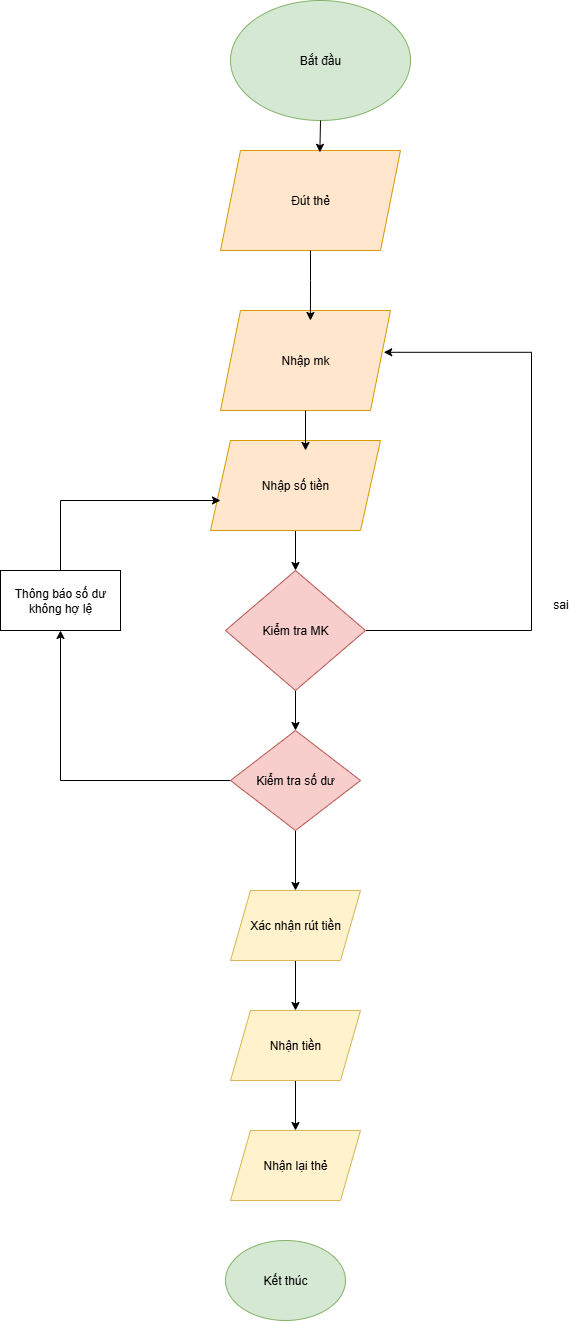 Bắt đầu
Đút thẻ
Nhập mk
Nhập số tiền
Thông báo số dư
không hợ lệ
sai
Kiểm tra MK
Kiểm tra số dư
Xác nhận rút tiền
Nhận tiền
Nhận lại thẻ
Kết thúc